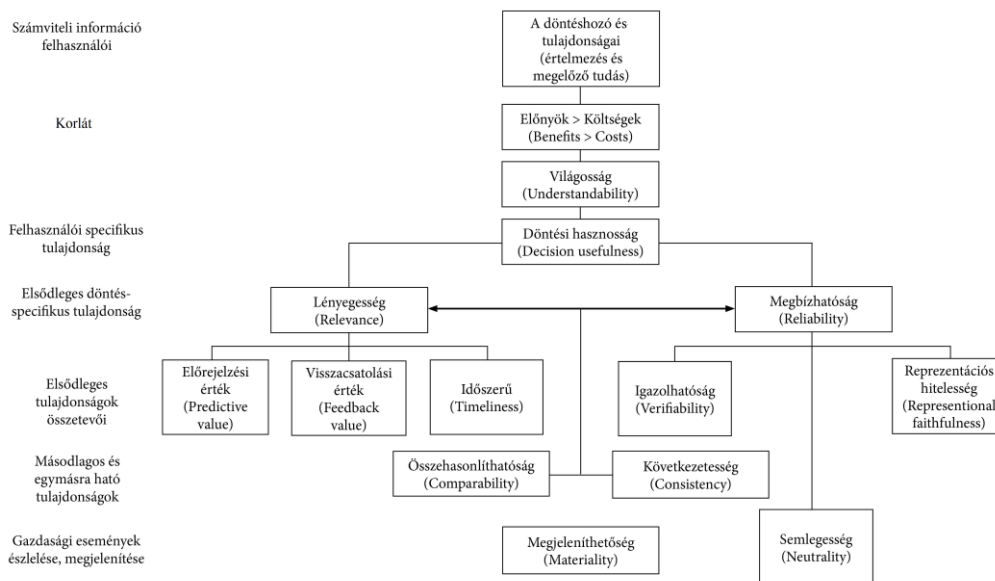 Számviteli információ
felhasználói
A döntéshozó és
tulajdonságai
(értelmezés és
megelőző tudás)
Korlát
Előnyök > Költségek
(Benefits > Costs)
Világosság
(Understandability)
Felhasználói specifikus
tulajdonság
Döntési hasznosság
(Decision usefulness)
Elsődleges döntés-
specifikus tulajdonság
Lényegesség
(Relevance)
Megbízhatóság
(Reliability)
Elsődleges
tulajdonságok
összetevői
Előrejelzési
érték
(Predictive
value)
Visszacsatolási
érték
(Feedback
value)
Időszerű
(Timeliness)
Igazolhatóság
(Verifiability)
Reprezentációs
hitelesség
(Representional
faithfulness)
Másodlagos és
egymásra ható
tulajdonságok
Összehasonlíthatóság
(Comparability)
Következetesség
(Consistency)
Gazdasági események
észlelése, megjelenítése
Megjeleníthetőség
(Materiality)
Semlegesség
(Neutrality)